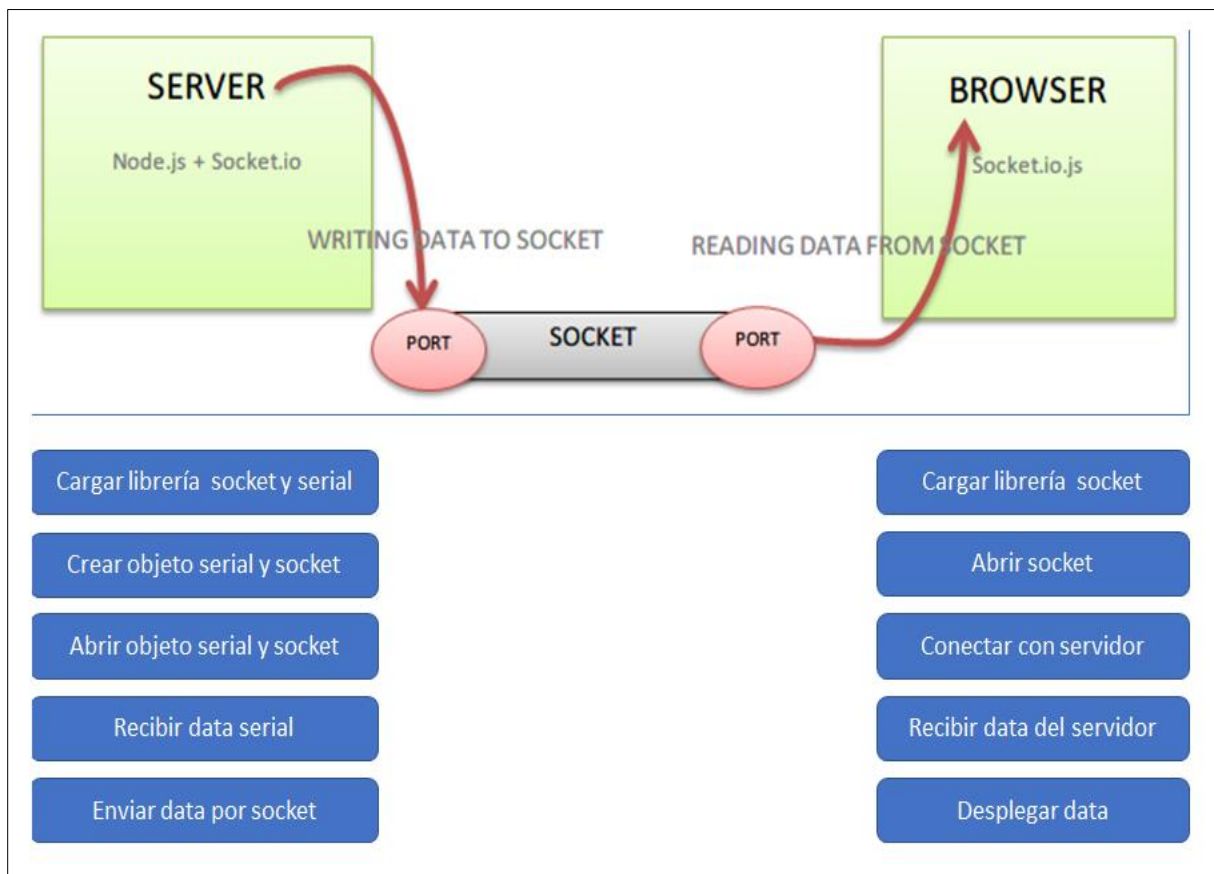 SERVER
Node.js + Socket.io
BROWSER
Socket.io.js
WRITING DATA TO SOCKET
READING DATA FROM SOCKET
PORT
SOCKET
PORT
Cargar librería socket y serial
Crear objeto serial y socket
Abrir objeto serial y socket
Recibir data serial
Enviar data por socket
Cargar librería socket
Abrir socket
Conectar con servidor
Recibir data del servidor
Desplegar data